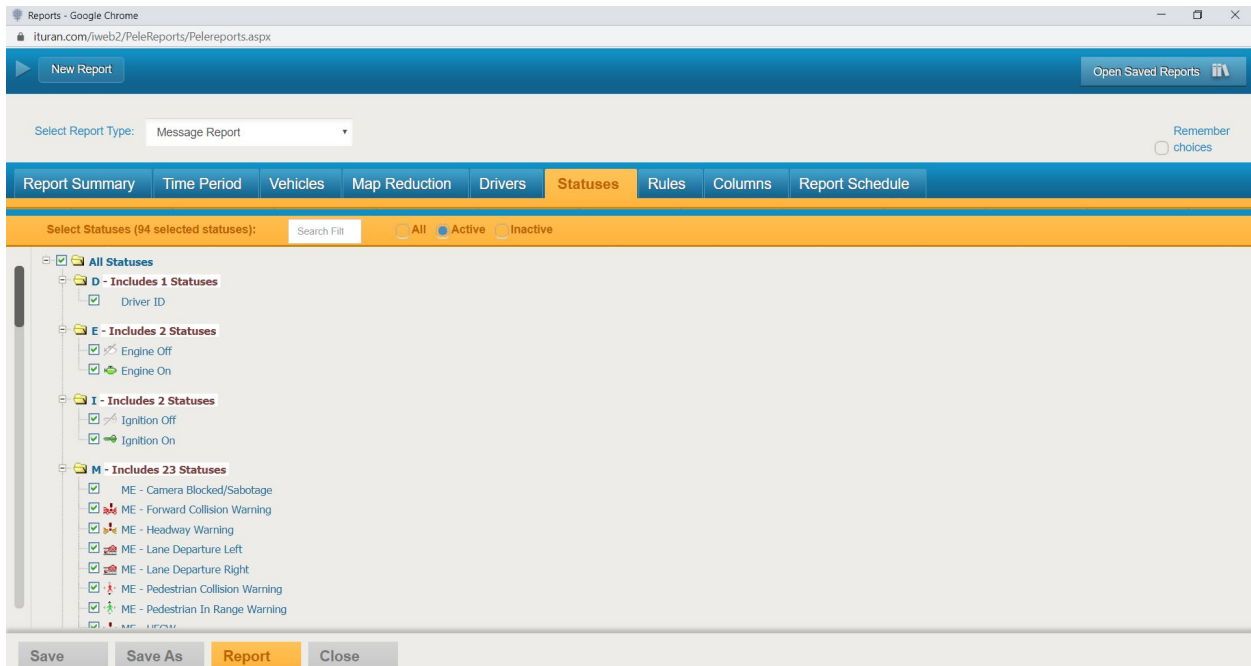 Reports - Google Chrome
ituran.com/iweb2/PeleReports/Pelereports.aspx
New Report
Open Saved Reports
Select Report Type: Message Report
Remember
choices
Report Summary Time Period Vehicles Map Reduction Drivers Statuses Rules Columns Report Schedule
Select Statuses (94 selected statuses): Search Filt All Active Inactive
All Statuses
D - Includes 1 Statuses
Driver ID
E - Includes 2 Statuses
Engine Off
Engine On
I - Includes 2 Statuses
Ignition Off
Ignition On
M - Includes 23 Statuses
ME - Camera Blocked/Sabotage
ME - Forward Collision Warning
ME - Headway Warning
ME - Lane Departure Left
ME - Lane Departure Right
ME - Pedestrian Collision Warning
ME - Pedestrian In Range Warning
Save Save As Report Close